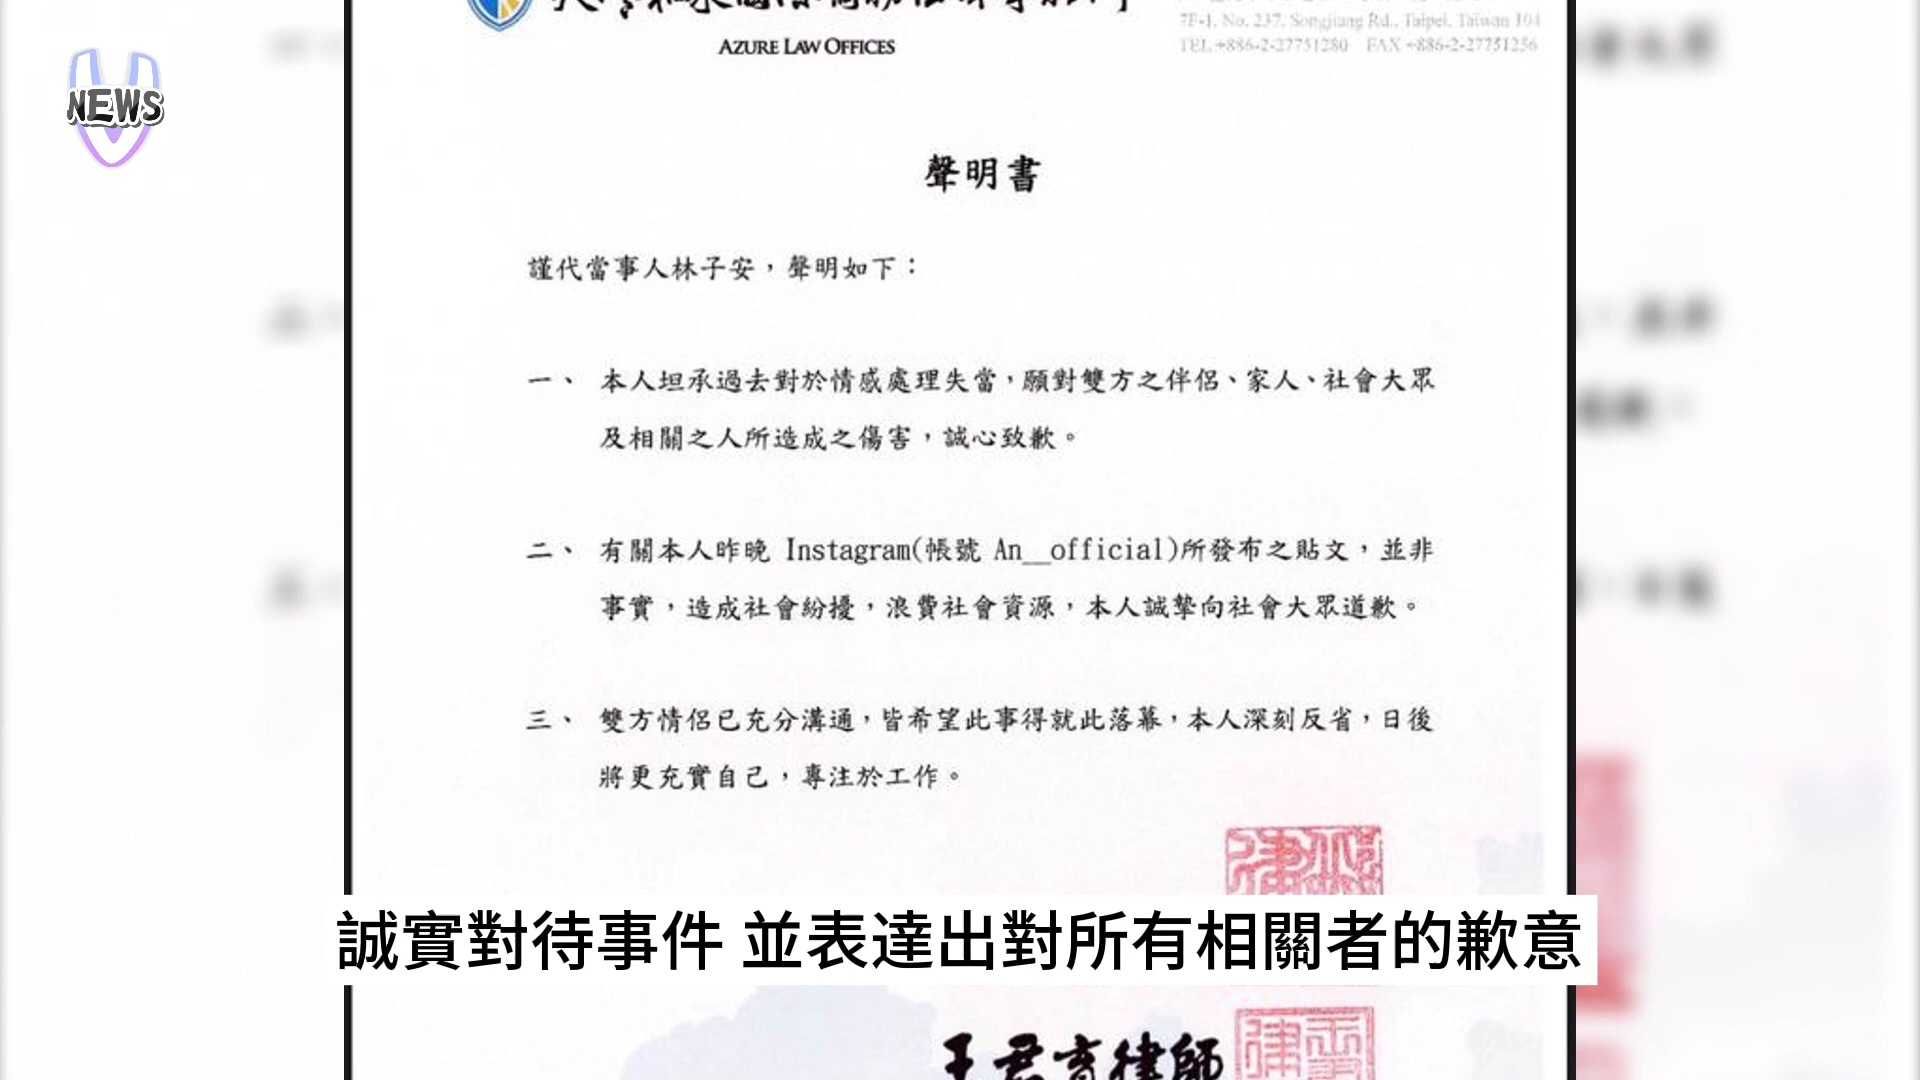 NEWS
AZURE LAW OFFICES
7F-1, No. 237, Songjiang Rd., Taipei, Taiwan 104
TEL +886-2-27751280 FAX +886-2-27751256
聲明書
謹代當事人林子安，聲明如下：
一、本人坦承過去對於情感處理失當，願對雙方之伴侶、家人、社會大眾
及相關之人所造成之傷害，誠心致歉。
二、有關本人昨晚 Instagram(帳號 An__official)所發布之貼文，並非
事實，造成社會紛擾，浪費社會資源，本人誠摯向社會大眾道歉。
三、雙方情侶已充分溝通，皆希望此事得就此落幕，本人深刻反省，日後
將更充實自己，專注於工作。
誠實對待事件 並表達出對所有相關者的歉意
王君育律師